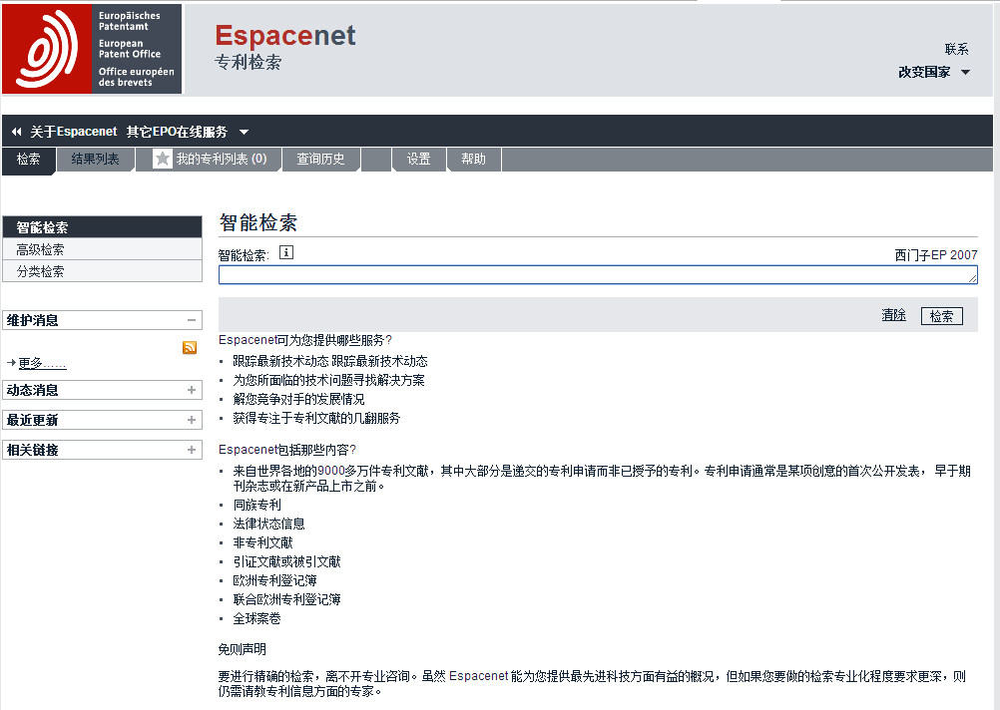 Europäisches
Patentamt
European
Patent Office
Office européen
des brevets
Espacenet
专利检索
联系
改变国家
关于Espacenet 其它EPO在线服务
检索 结果列表 我的专利列表 (0) 查询历史 设置 帮助
智能检索
高级检索
分类检索
维护消息
更多……
动态消息
最近更新
相关链接
智能检索
智能检索: i 西门子EP 2007
清除 检索
Espacenet可为您提供哪些服务?
跟踪最新技术动态 跟踪最新技术动态
为您所面临的技术问题寻找解决方案
解您竞争对手的发展情况
获得专注于专利文献的几翻服务
Espacenet包括那些内容?
来自世界各地的9000多万件专利文献，其中大部分是递交的专利申请而非已授予的专利。专利申请通常是某项创意的首次公开发表， 早于期
刊杂志或在新产品上市之前。
同族专利
法律状态信息
非专利文献
引证文献或被引文献
欧洲专利登记簿
联合欧洲专利登记簿
全球案卷
免则声明
要进行精确的检索，离不开专业咨询。虽然 Espacenet 能为您提供最先进科技方面有益的概况，但如果您要做的检索专业化程度要求更深，则
仍需请教专利信息方面的专家。